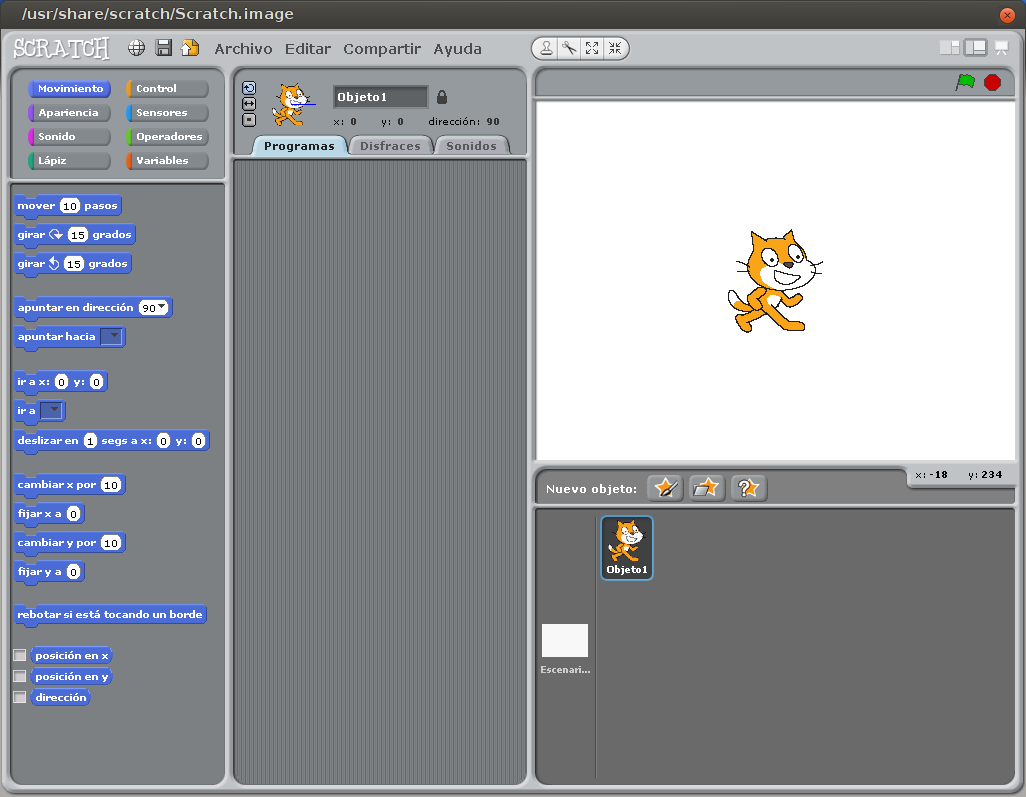 /usr/share/scratch/Scratch.image
SCRATCH Archivo Editar Compartir Ayuda
Movimiento Control
Apariencia Sensores
Sonido Operadores
Lápiz Variables
mover 10 pasos
girar 15 grados
girar 15 grados
apuntar en dirección 90
apuntar hacia
ir a x: 0 y: 0
ir a
deslizar en 1 segs a x: 0 y: 0
cambiar x por 10
fijar x a 0
cambiar y por 10
fijar y a 0
rebotar si está tocando un borde
posición en x
posición en y
dirección
Objeto1
x: 0 y: 0 dirección: 90
Programas Disfraces Sonidos
x: -18 y: 234
Nuevo objeto:
Objeto1
Escenari...